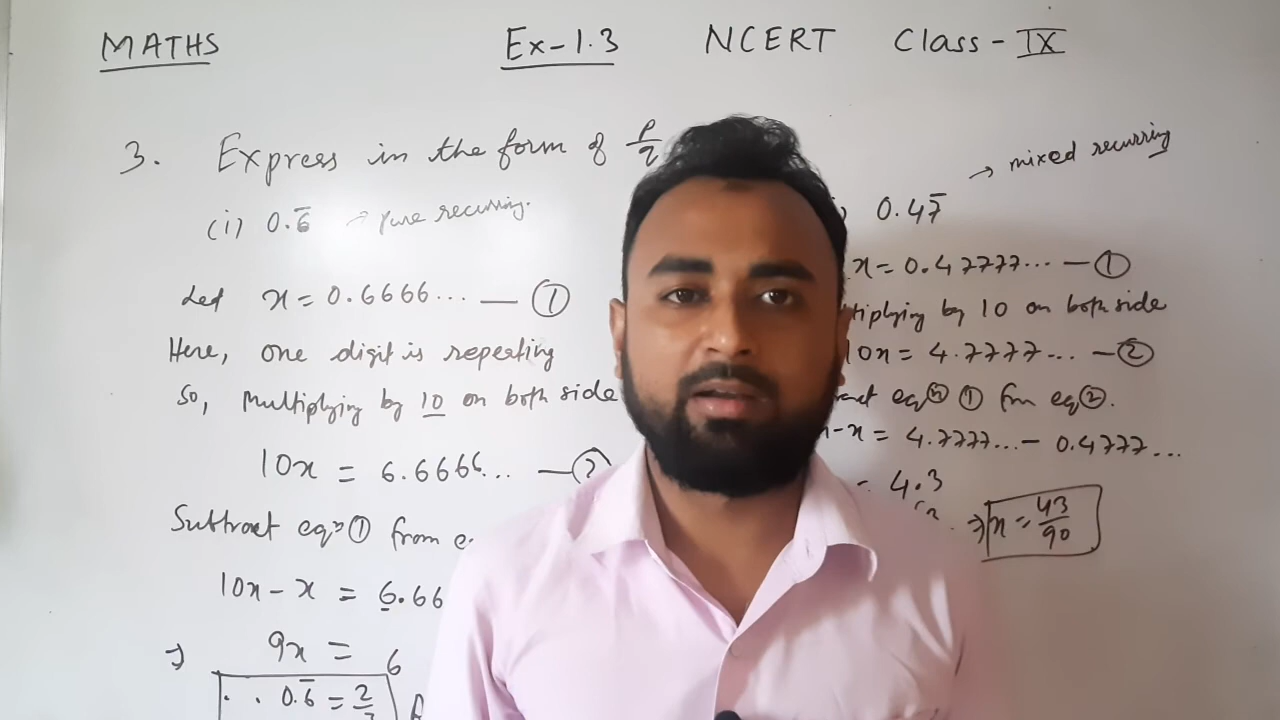 MATHS Ex-1.3 NCERT Class-IX
3. Express in the form of p/q
(i) 0.6̅ → pure recurring.
Let x = 0.6666... — ①
Here, one digit is repeating
So, Multiplying by 10 on both side
10x = 6.6666... — ②
Subtract eqⁿ ① from
10x - x = 6.66
⇒ 9x = 6
∴ 0.6̅ = 2/3
→ mixed recurring
0.47̅
x = 0.47777... — ①
by 10 on both side
10x = 4.7777... — ②
eqⁿ ① from eq ②.
-x = 4.7777... - 0.4777...
= 4.3
⇒ x = 43/90